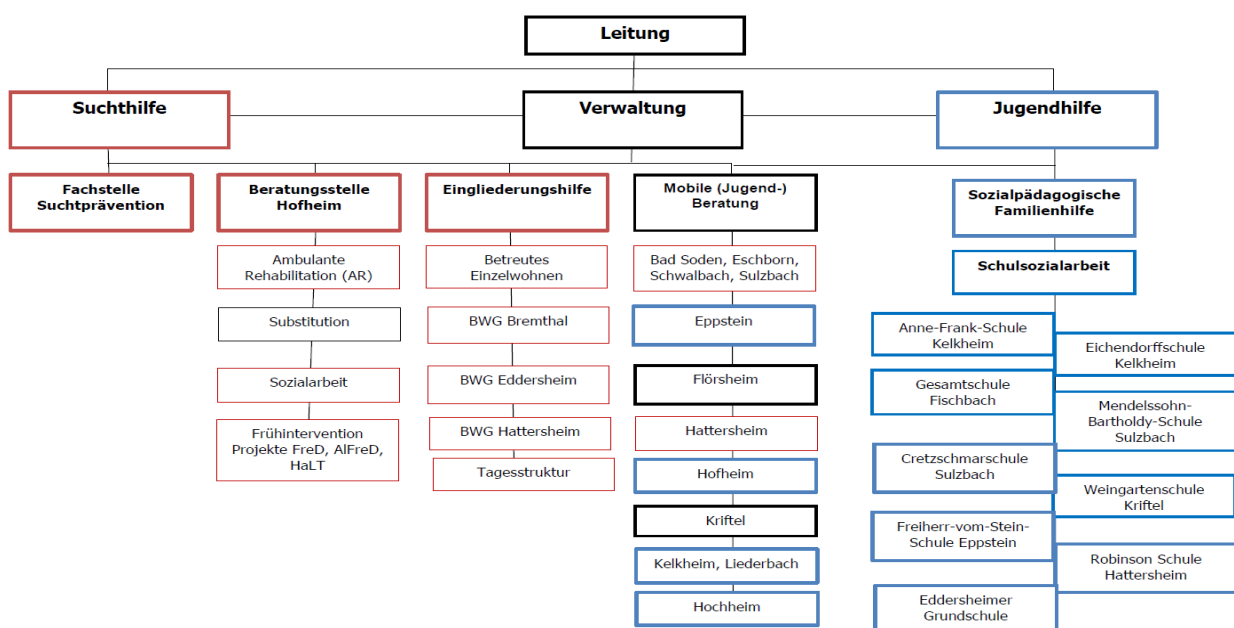 Leitung
Suchthilfe
Verwaltung
Jugendhilfe
Fachstelle
Suchtprävention
Beratungsstelle
Hofheim
Eingliederungshilfe
Mobile (Jugend-)
Beratung
Sozialpädagogische
Familienhilfe
Ambulante
Rehabilitation (AR)
Substitution
Sozialarbeit
Frühintervention
Projekte FreD, AlFreD,
HaLT
Betreutes
Einzelwohnen
BWG Bremthal
BWG Eddersheim
BWG Hattersheim
Tagesstruktur
Bad Soden, Eschborn,
Schwalbach, Sulzbach
Eppstein
Flörsheim
Hattersheim
Hofheim
Kriftel
Kelkheim, Liederbach
Hochheim
Schulsozialarbeit
Anne-Frank-Schule
Kelkheim
Eichendorffschule
Kelkheim
Gesamtschule
Fischbach
Mendelssohn-
Bartholdy-Schule
Sulzbach
Cretzschmarschule
Sulzbach
Weingartenschule
Kriftel
Freiherr-vom-Stein-
Schule Eppstein
Robinson Schule
Hattersheim
Eddersheimer
Grundschule